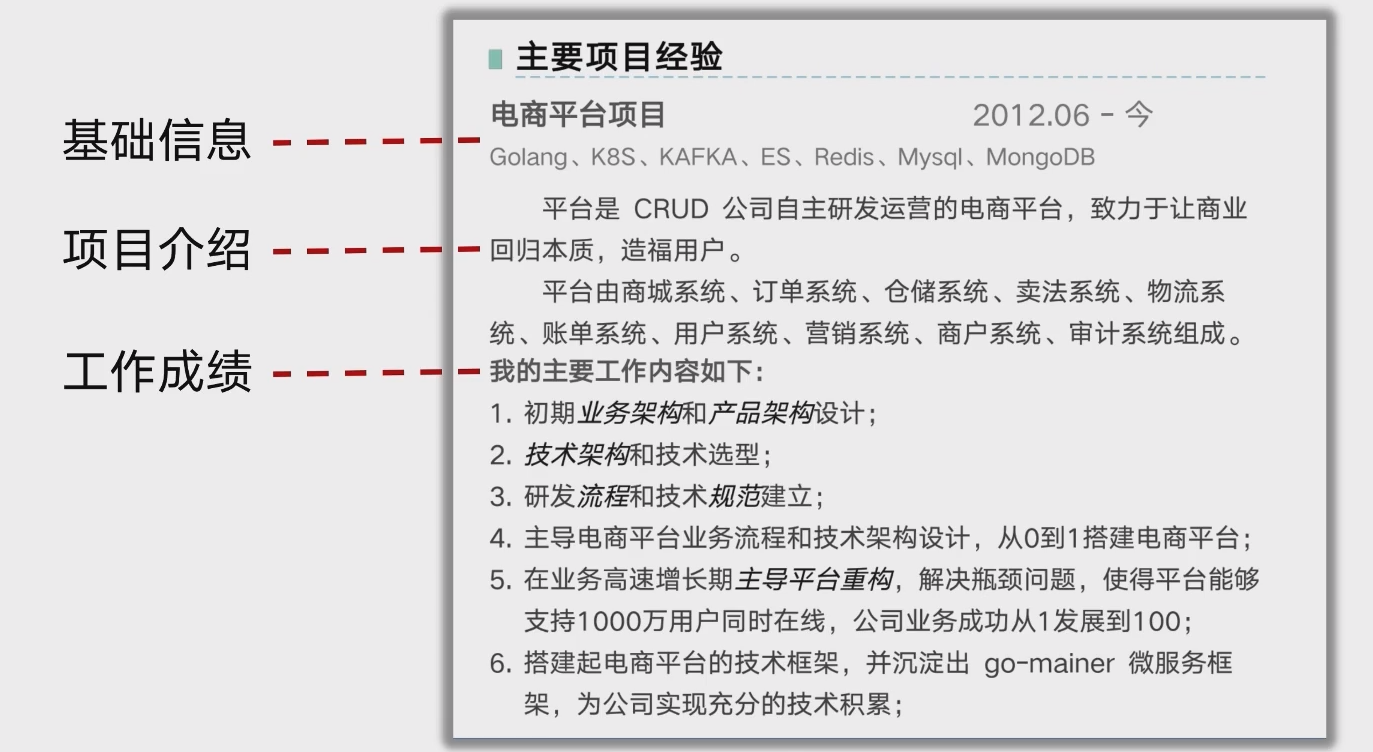 主要项目经验
电商平台项目 2012.06 - 今
基础信息
Golang、K8S、KAFKA、ES、Redis、Mysql、MongoDB
平台是 CRUD 公司自主研发运营的电商平台，致力于让商业
项目介绍
回归本质，造福用户。
平台由商城系统、订单系统、仓储系统、卖法系统、物流系
统、账单系统、用户系统、营销系统、商户系统、审计系统组成。
工作成绩
我的主要工作内容如下：
1. 初期业务架构和产品架构设计；
2. 技术架构和技术选型；
3. 研发流程和技术规范建立；
4. 主导电商平台业务流程和技术架构设计，从0到1搭建电商平台；
5. 在业务高速增长期主导平台重构，解决瓶颈问题，使得平台能够
支持1000万用户同时在线，公司业务成功从1发展到100；
6. 搭建起电商平台的技术框架，并沉淀出 go-mainer 微服务框
架，为公司实现充分的技术积累；